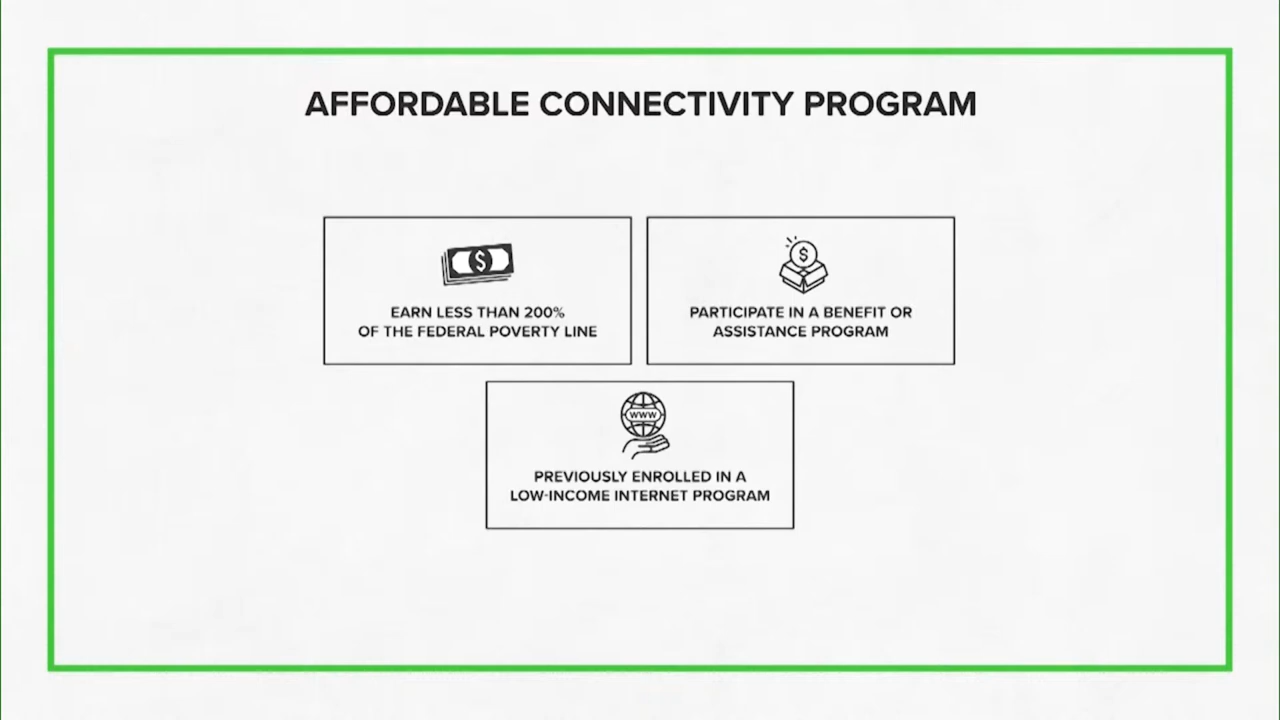 AFFORDABLE CONNECTIVITY PROGRAM
$
EARN LESS THAN 200%
OF THE FEDERAL POVERTY LINE
$
PARTICIPATE IN A BENEFIT OR
ASSISTANCE PROGRAM
WWW
PREVIOUSLY ENROLLED IN A
LOW-INCOME INTERNET PROGRAM